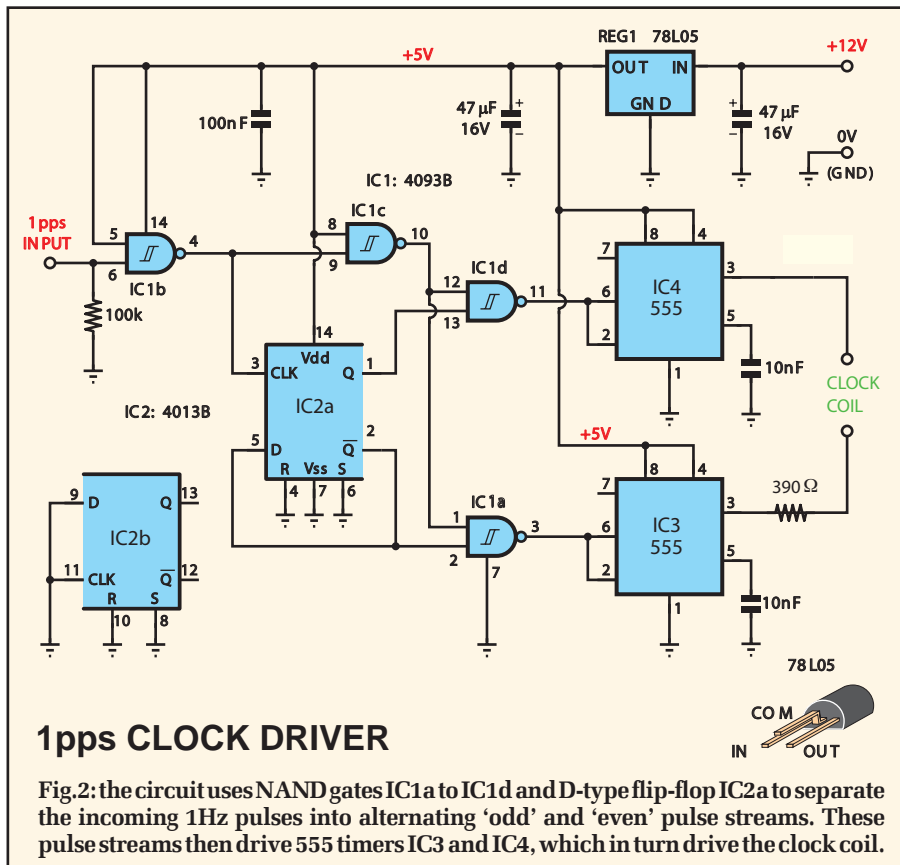 REG1 78L05
+12V
+5V
OUT IN
GND
100nF
47 µF
16V
+
–
47 µF
16V
+
–
0V
(GND)
IC1: 4093B
1pps
INPUT
14
5
6
4
IC1b
100k
IC1c
8
9
10
IC1d
12
13
11
8
4
7
6
2
IC4
555
3
5
1
10nF
CLOCK
COIL
14
Vdd
3
CLK
Q
1
IC2a
IC2: 4013B
5
D
Q
2
R
Vss
S
4
7
6
+5V
8
4
7
6
2
IC3
555
3
390 Ω
5
1
10nF
IC1a
1
2
3
7
9
D
Q
13
IC2b
11
CLK
Q
12
R
S
10
8
78L05
COM
IN
OUT
1pps CLOCK DRIVER
Fig.2: the circuit uses NAND gates IC1a to IC1d and D-type flip-flop IC2a to separate
the incoming 1Hz pulses into alternating ‘odd’ and ‘even’ pulse streams. These
pulse streams then drive 555 timers IC3 and IC4, which in turn drive the clock coil.